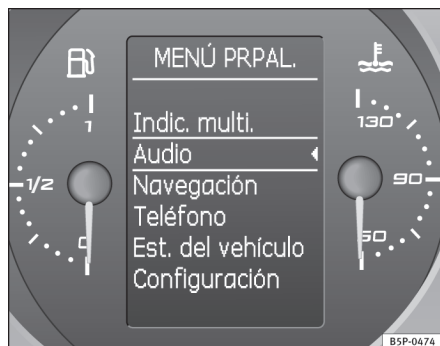 MENÚ PRPAL.
Indic. multi.
Audio
Navegación
Teléfono
Est. del vehículo
Configuración
1
1/2
0
130
90
50
B5P-0474